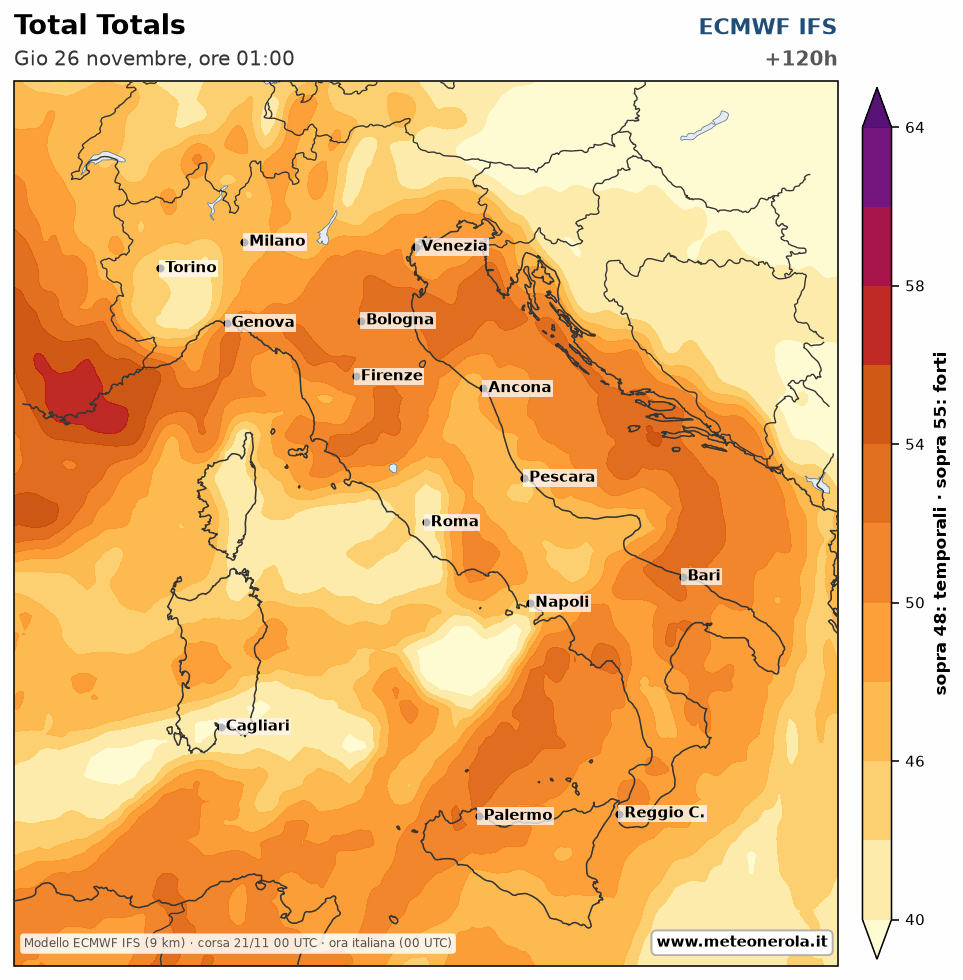 Total Totals
ECMWF IFS
Gio 26 novembre, ore 01:00
+120h
Milano
Venezia
Torino
Genova
Bologna
Firenze
Ancona
Pescara
Roma
Bari
Napoli
Cagliari
Palermo
Reggio C.
64
58
54
50
46
40
sopra 48: temporali · sopra 55: forti
Modello ECMWF IFS (9 km) · corsa 21/11 00 UTC · ora italiana (00 UTC)
www.meteonerola.it